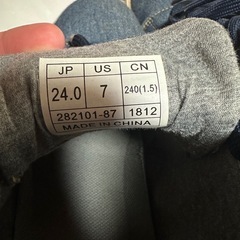 JP US CN
24.0 7 240(1.5)
282101-87 1812
MADE IN CHINA